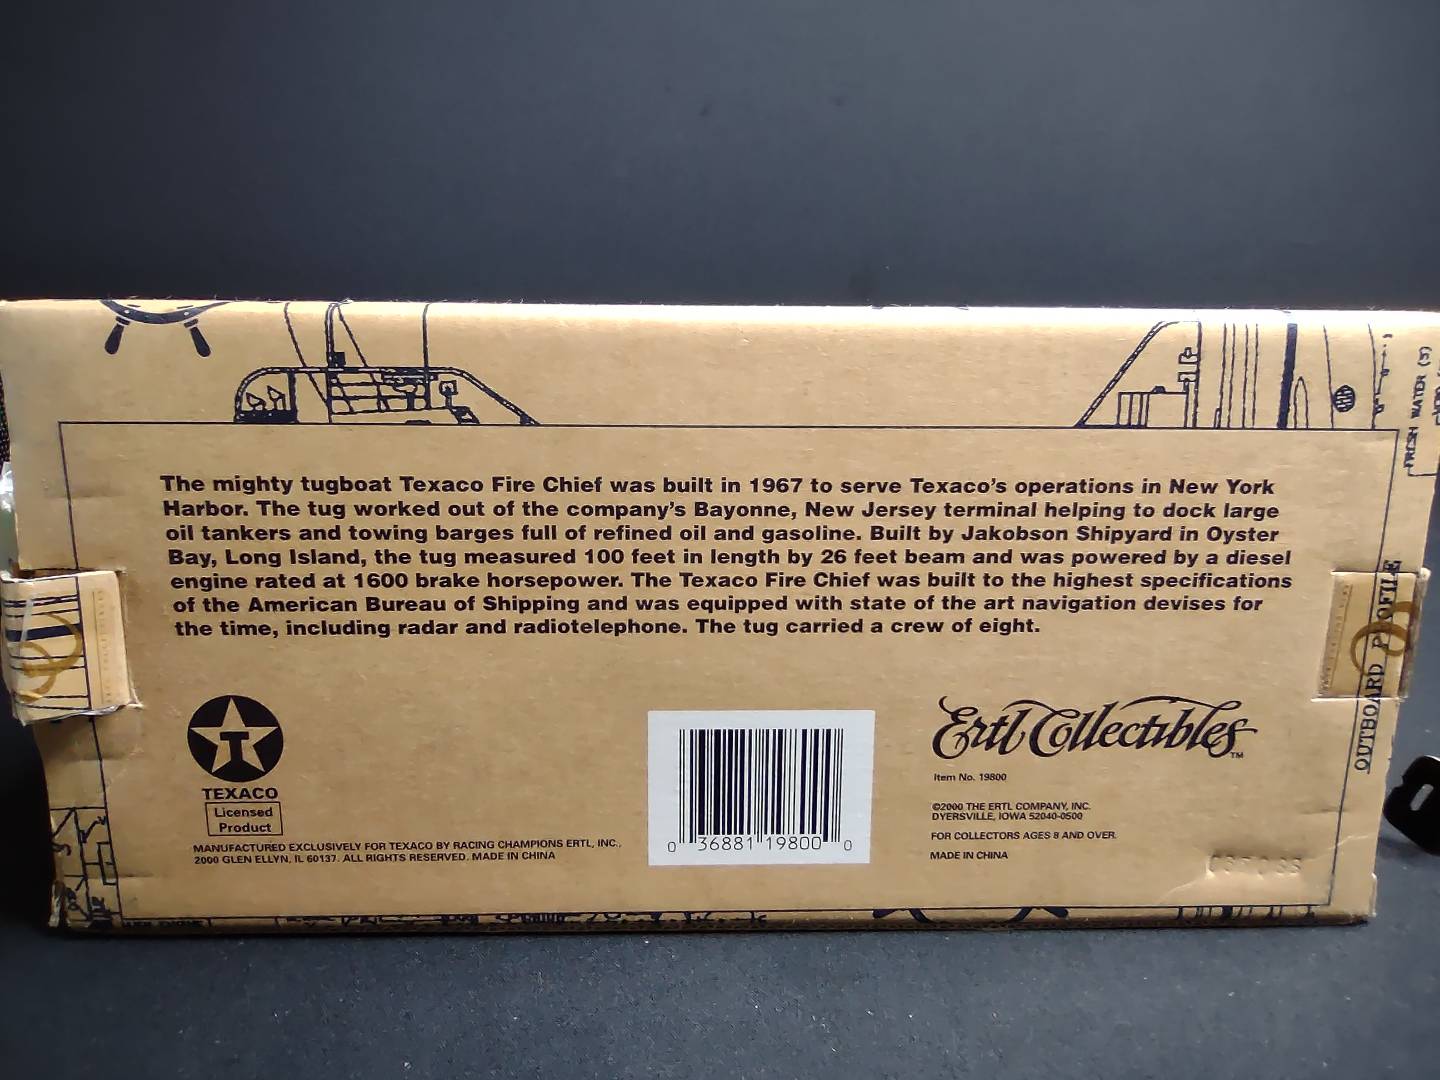 The mighty tugboat Texaco Fire Chief was built in 1967 to serve Texaco's operations in New York
Harbor. The tug worked out of the company's Bayonne, New Jersey terminal helping to dock large
oil tankers and towing barges full of refined oil and gasoline. Built by Jakobson Shipyard in Oyster
Bay, Long Island, the tug measured 100 feet in length by 26 feet beam and was powered by a diesel
engine rated at 1600 brake horsepower. The Texaco Fire Chief was built to the highest specifications
of the American Bureau of Shipping and was equipped with state of the art navigation devises for
the time, including radar and radiotelephone. The tug carried a crew of eight.
T
TEXACO
Licensed
Product
MANUFACTURED EXCLUSIVELY FOR TEXACO BY RACING CHAMPIONS ERTL, INC.,
2000 GLEN ELLYN, IL 60137. ALL RIGHTS RESERVED. MADE IN CHINA
0 36881 19800 0
Ertl Collectibles™
Item No. 19800
©2000 THE ERTL COMPANY, INC.
DYERSVILLE, IOWA 52040-0500
FOR COLLECTORS AGES 8 AND OVER.
MADE IN CHINA
FRESH WATER (S)
OUTBOARD PROFILE